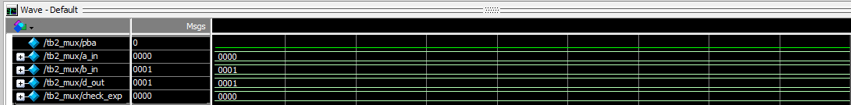 Wave - Default
Msgs
/tb2_mux/pba 0
/tb2_mux/a_in 0000 0000
/tb2_mux/b_in 0001 0001
/tb2_mux/d_out 0001 0001
/tb2_mux/check_exp 0000 0000